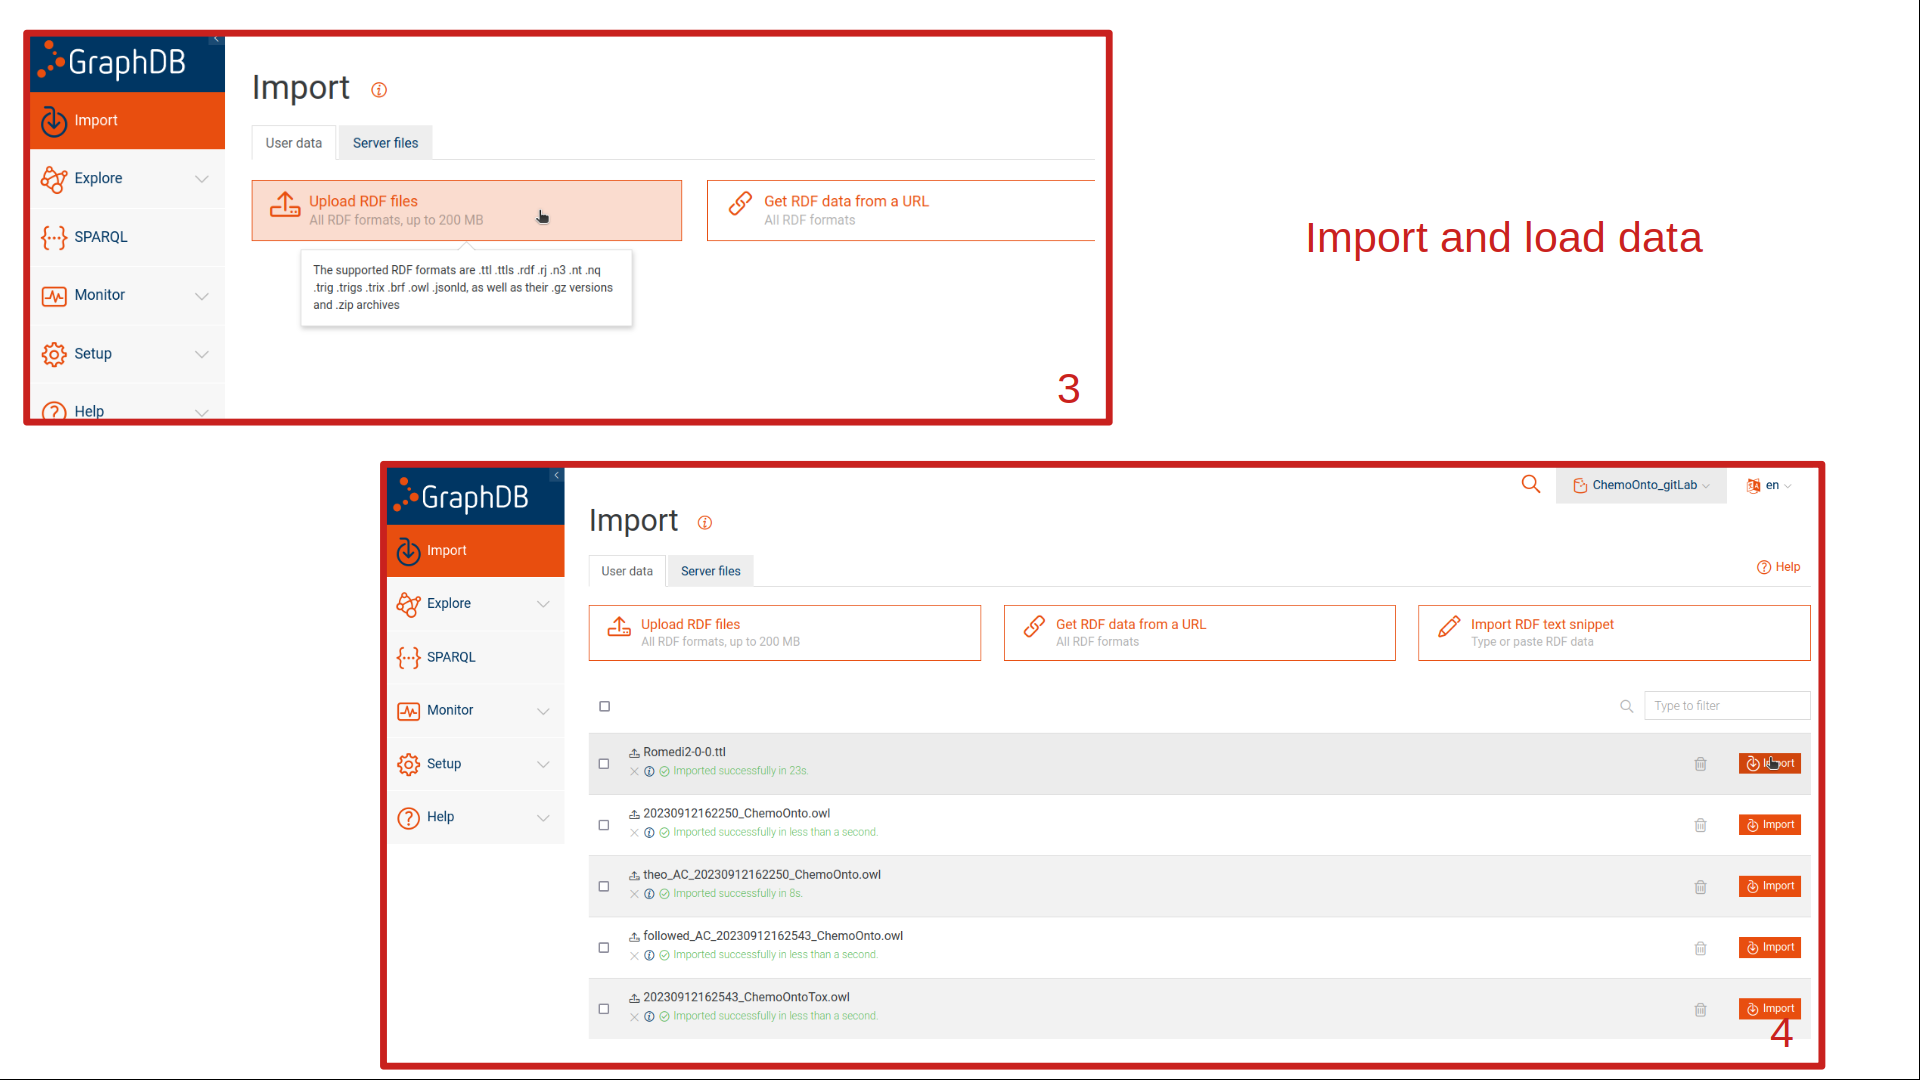 GraphDB
Import
Explore
SPARQL
Monitor
Setup
Help
Import
User data
Server files
Upload RDF files
All RDF formats, up to 200 MB
Get RDF data from a URL
All RDF formats
The supported RDF formats are .ttl .ttls .rdf .rj .n3 .nt .nq
.trig .trigs .trix .brf .owl .jsonld, as well as their .gz versions
and .zip archives
3
Import and load data
GraphDB
Import
Explore
SPARQL
Monitor
Setup
Help
ChemoOnto_gitLab
en
Import
User data
Server files
Help
Upload RDF files
All RDF formats, up to 200 MB
Get RDF data from a URL
All RDF formats
Import RDF text snippet
Type or paste RDF data
Type to filter
Romedi2-0-0.ttl
Imported successfully in 23s.
20230912162250_ChemoOnto.owl
Imported successfully in less than a second.
Import
theo_AC_20230912162250_ChemoOnto.owl
Imported successfully in 8s.
Import
followed_AC_20230912162543_ChemoOnto.owl
Imported successfully in less than a second.
Import
20230912162543_ChemoOntoTox.owl
Imported successfully in less than a second.
Import
4